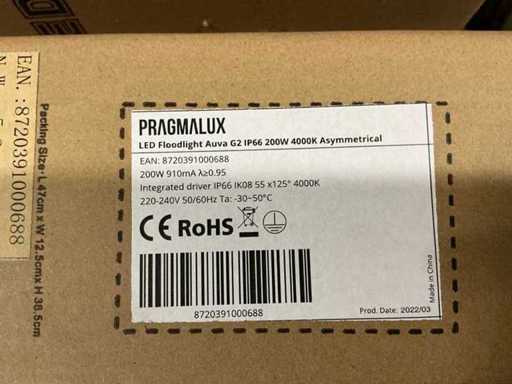 EAN.:8720391000688
Packing Size:L 47cm x W 12.5cmx H 38.5cm
PRAGMALUX
LED Floodlight Auva G2 IP66 200W 4000K Asymmetrical
EAN: 8720391000688
200W 910mA λ≥0.95
Integrated driver IP66 IK08 55 x125° 4000K
220-240V 50/60Hz Ta: -30~50°C
CE RoHS
8720391000688
Prod. Date: 2022/03
Made in China